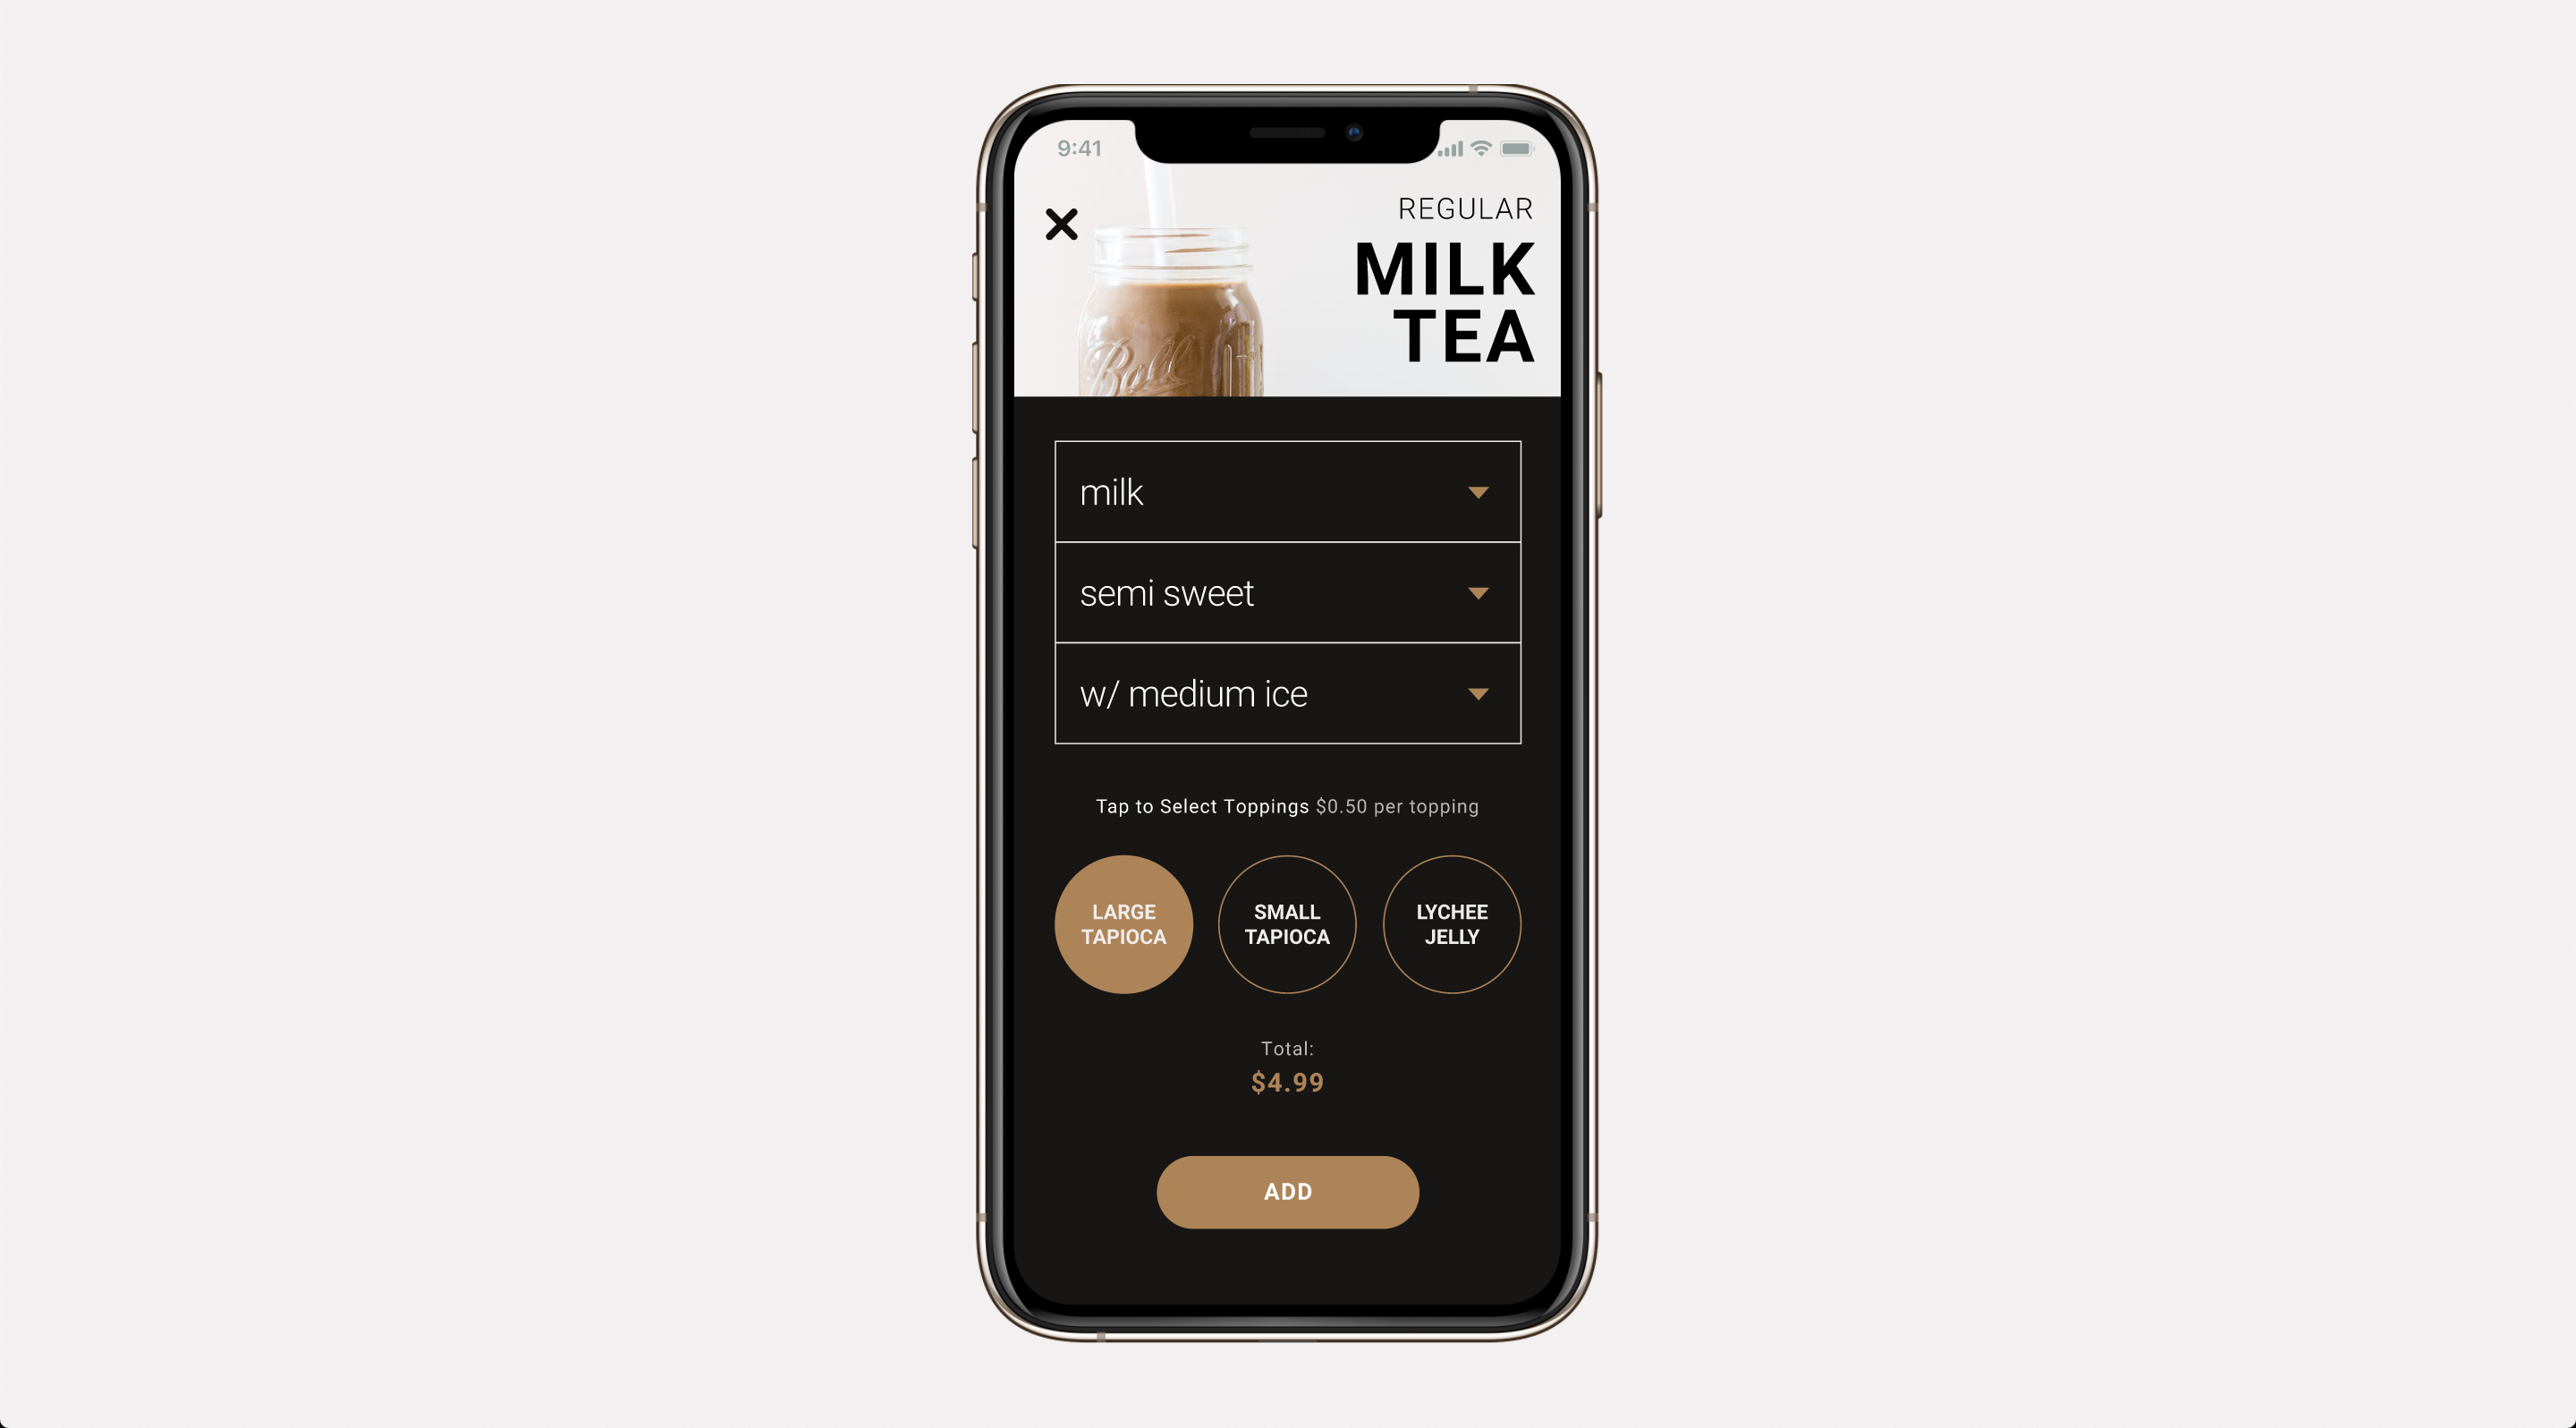 9:41
REGULAR
MILK
TEA
Ball
milk
semi sweet
w/ medium ice
Tap to Select Toppings $0.50 per topping
LARGE
TAPIOCA
SMALL
TAPIOCA
LYCHEE
JELLY
Total:
$4.99
ADD